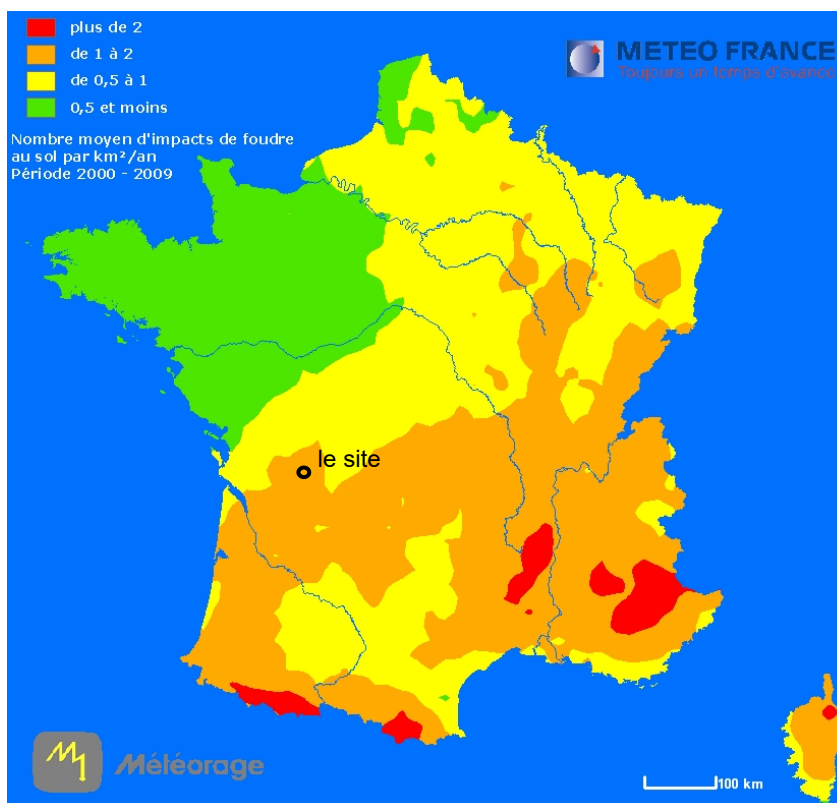 plus de 2
de 1 à 2
de 0,5 à 1
0,5 et moins
Nombre moyen d'impacts de foudre
au sol par km²/an
Période 2000 - 2009
METEO FRANCE
Toujours un temps d'avance
le site
Météorage
100 km